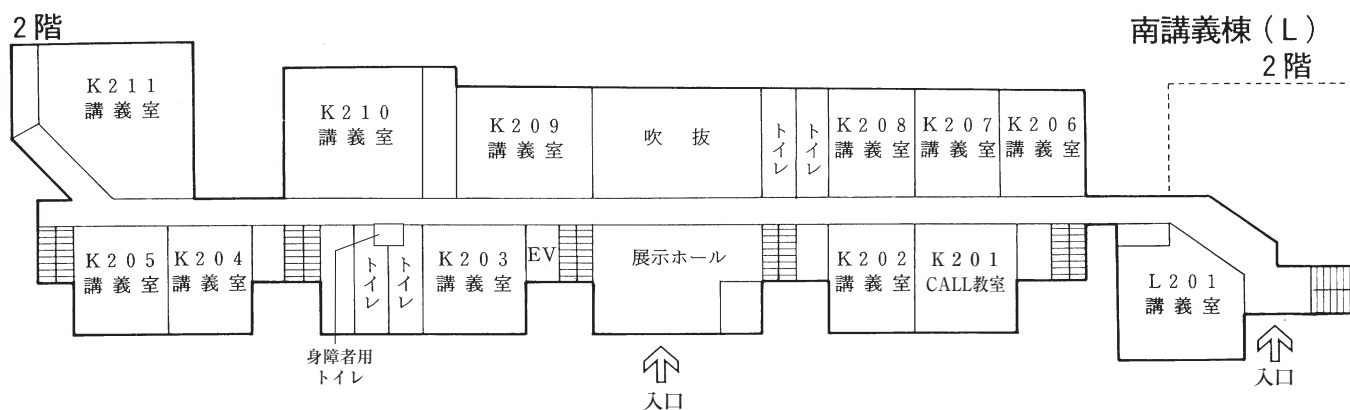 2階
南講義棟(L)
2階
K211
講義室
K210
講義室
K209
講義室
吹抜
トイレ
トイレ
K208
講義室
K207
講義室
K206
講義室
K205
講義室
K204
講義室
トイレ
トイレ
K203
講義室
EV
展示ホール
K202
講義室
K201
CALL教室
L201
講義室
身障者用
トイレ
入口
入口